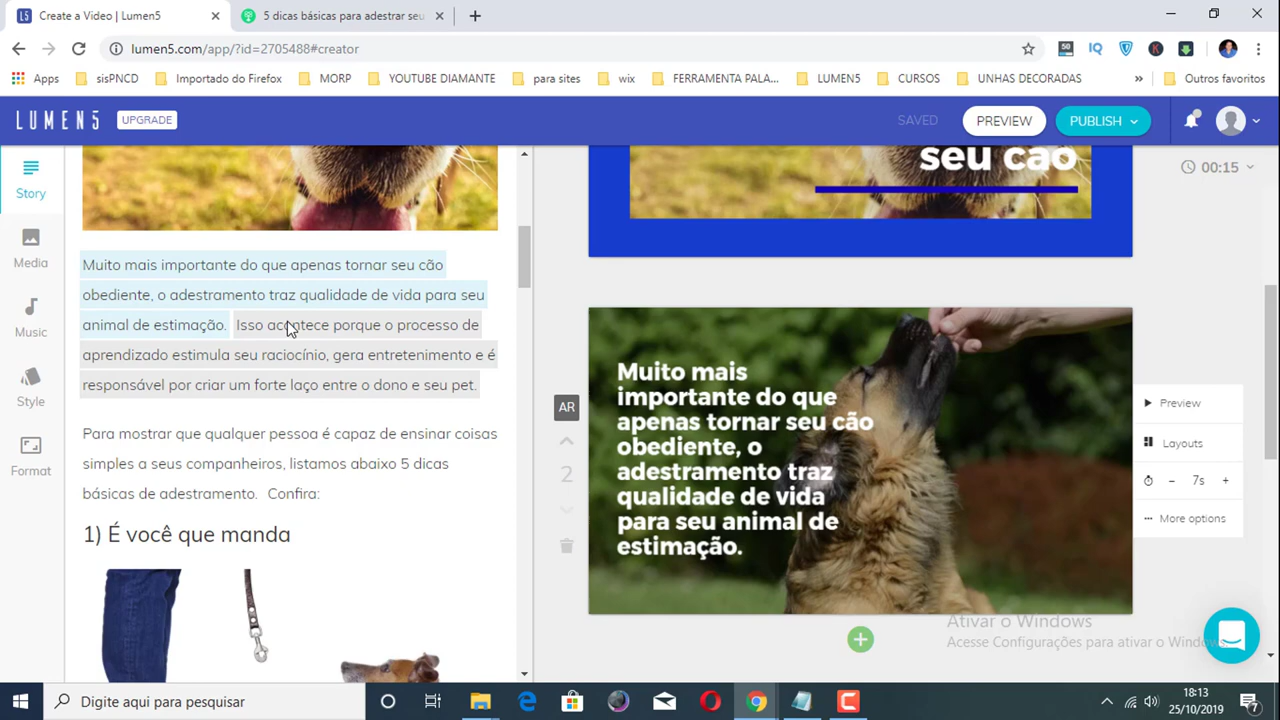 Create a Video | Lumen5
5 dicas básicas para adestrar seu
lumen5.com/app/?id=2705488#creator
50
IQ
K
Apps
sisPNCD
Importado do Firefox
MORP
YOUTUBE DIAMANTE
para sites
wix
FERRAMENTA PALA...
LUMEN5
CURSOS
UNHAS DECORADAS
»
Outros favoritos
LUMEN5
UPGRADE
SAVED
PREVIEW
PUBLISH
Story
Media
Music
Style
Format
Muito mais importante do que apenas tornar seu cão
obediente, o adestramento traz qualidade de vida para seu
animal de estimação. Isso acontece porque o processo de
aprendizado estimula seu raciocínio, gera entretenimento e é
responsável por criar um forte laço entre o dono e seu pet.
Para mostrar que qualquer pessoa é capaz de ensinar coisas
simples a seus companheiros, listamos abaixo 5 dicas
básicas de adestramento. Confira:
1) É você que manda
seu cão
00:15
AR
2
Muito mais
importante do que
apenas tornar seu cão
obediente, o
adestramento traz
qualidade de vida
para seu animal de
estimação.
Preview
Layouts
− 7s +
More options
Ativar o Windows
Acesse Configurações para ativar o Windows.
Digite aqui para pesquisar
18:13
25/10/2019
7